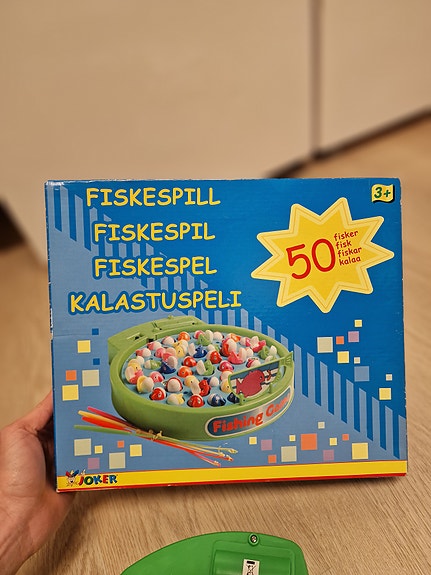 3+
FISKESPILL
FISKESPIL
FISKESPEL
KALASTUSPELI
50
fisker
fisk
fiskar
kalaa
Fishing Game
JOKER